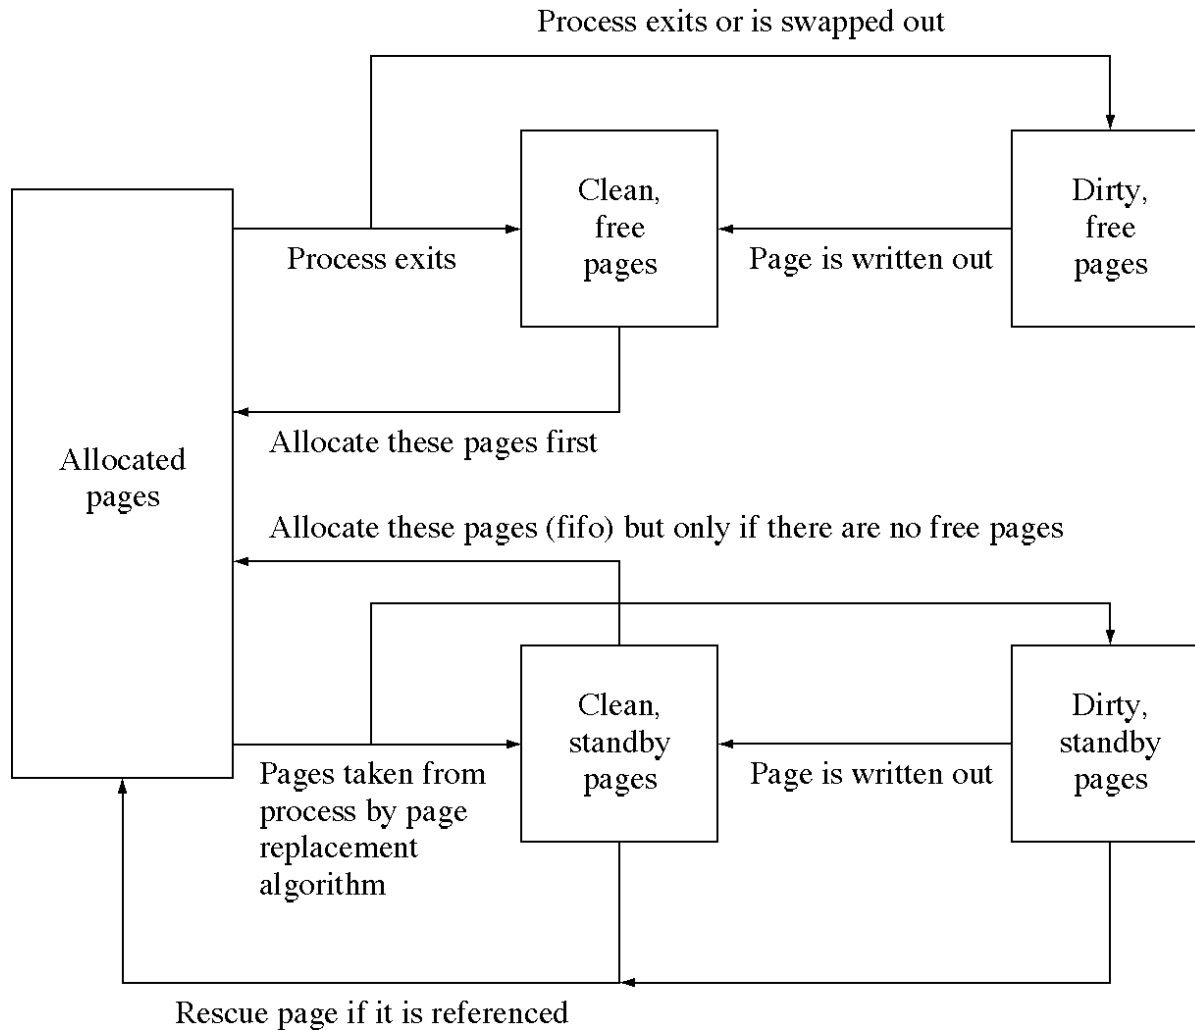 Process exits or is swapped out
Clean,
free
pages
Dirty,
free
pages
Process exits
Page is written out
Allocate these pages first
Allocated
pages
Allocate these pages (fifo) but only if there are no free pages
Clean,
standby
pages
Dirty,
standby
pages
Pages taken from
process by page
replacement
algorithm
Page is written out
Rescue page if it is referenced